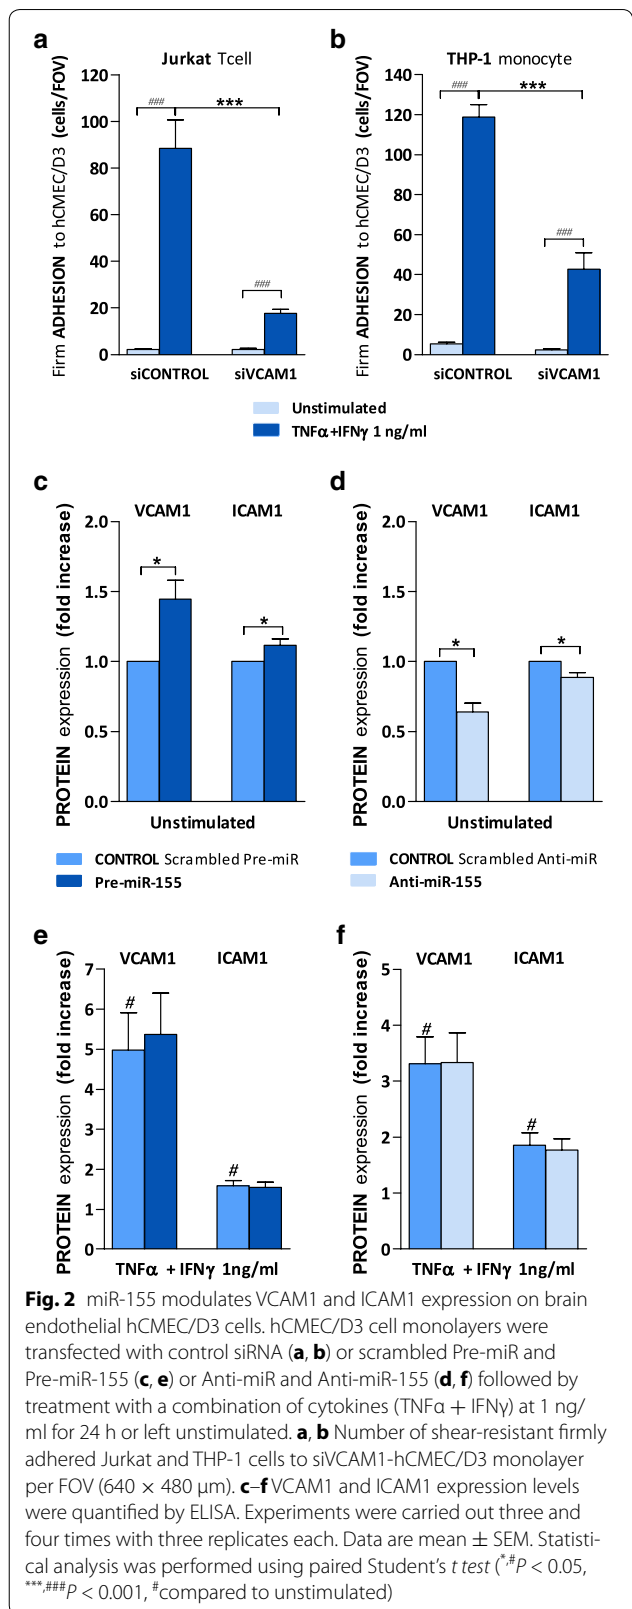 a
Jurkat Tcell
Firm ADHESION to hCMEC/D3 (cells/FOV)
120
100
80
60
40
20
0
###
***
###
siCONTROL siVCAM1
b
THP-1 monocyte
Firm ADHESION to hCMEC/D3 (cells/FOV)
140
120
100
80
60
40
20
0
###
***
###
siCONTROL siVCAM1
Unstimulated
TNFα+IFNγ 1 ng/ml
c
VCAM1 ICAM1
PROTEIN expression (fold increase)
2.0
1.5
1.0
0.5
0.0
*
*
Unstimulated
CONTROL Scrambled Pre-miR
Pre-miR-155
d
VCAM1 ICAM1
PROTEIN expression (fold increase)
2.0
1.5
1.0
0.5
0.0
*
*
Unstimulated
CONTROL Scrambled Anti-miR
Anti-miR-155
e
VCAM1 ICAM1
PROTEIN expression (fold increase)
7
6
5
4
3
2
1
0
#
#
TNFα + IFNγ 1ng/ml
f
VCAM1 ICAM1
PROTEIN expression (fold increase)
5
4
3
2
1
0
#
#
TNFα + IFNγ 1ng/ml
Fig. 2 miR-155 modulates VCAM1 and ICAM1 expression on brain
endothelial hCMEC/D3 cells. hCMEC/D3 cell monolayers were
transfected with control siRNA (a, b) or scrambled Pre-miR and
Pre-miR-155 (c, e) or Anti-miR and Anti-miR-155 (d, f) followed by
treatment with a combination of cytokines (TNFα + IFNγ) at 1 ng/
ml for 24 h or left unstimulated. a, b Number of shear-resistant firmly
adhered Jurkat and THP-1 cells to siVCAM1-hCMEC/D3 monolayer
per FOV (640 × 480 μm). c–f VCAM1 and ICAM1 expression levels
were quantified by ELISA. Experiments were carried out three and
four times with three replicates each. Data are mean ± SEM. Statisti-
cal analysis was performed using paired Student's t test (*,#P < 0.05,
***,###P < 0.001, #compared to unstimulated)